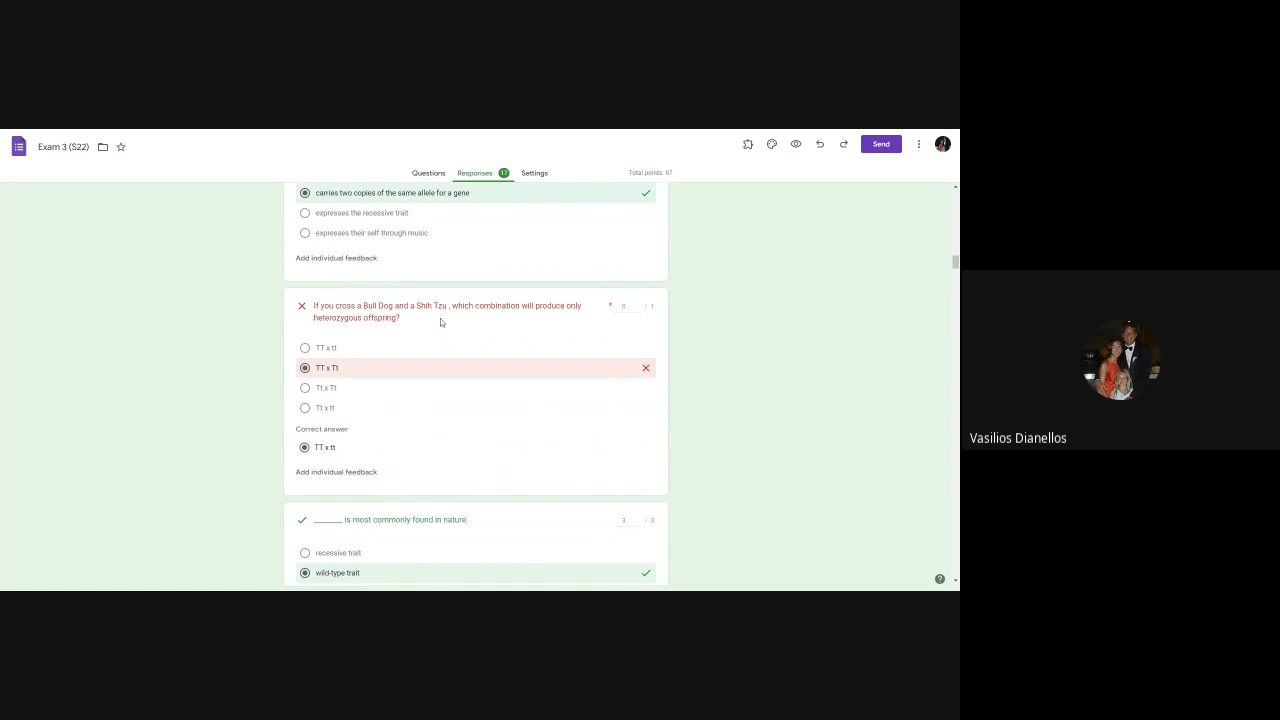 Exam 3 (S22)
Send
Questions
Responses 17
Settings
Total points: 97
carries two copies of the same allele for a gene
expresses the recessive trait
expresses their self through music
Add individual feedback
If you cross a Bull Dog and a Shih Tzu , which combination will produce only * 0 / 1
heterozygous offspring?
TT x tt
TT x Tt
Tt x Tt
Tt x tt
Correct answer
TT x tt
Add individual feedback
_______ is most commonly found in nature. 3 / 3
recessive trait
wild-type trait
Vasilios Dianellos